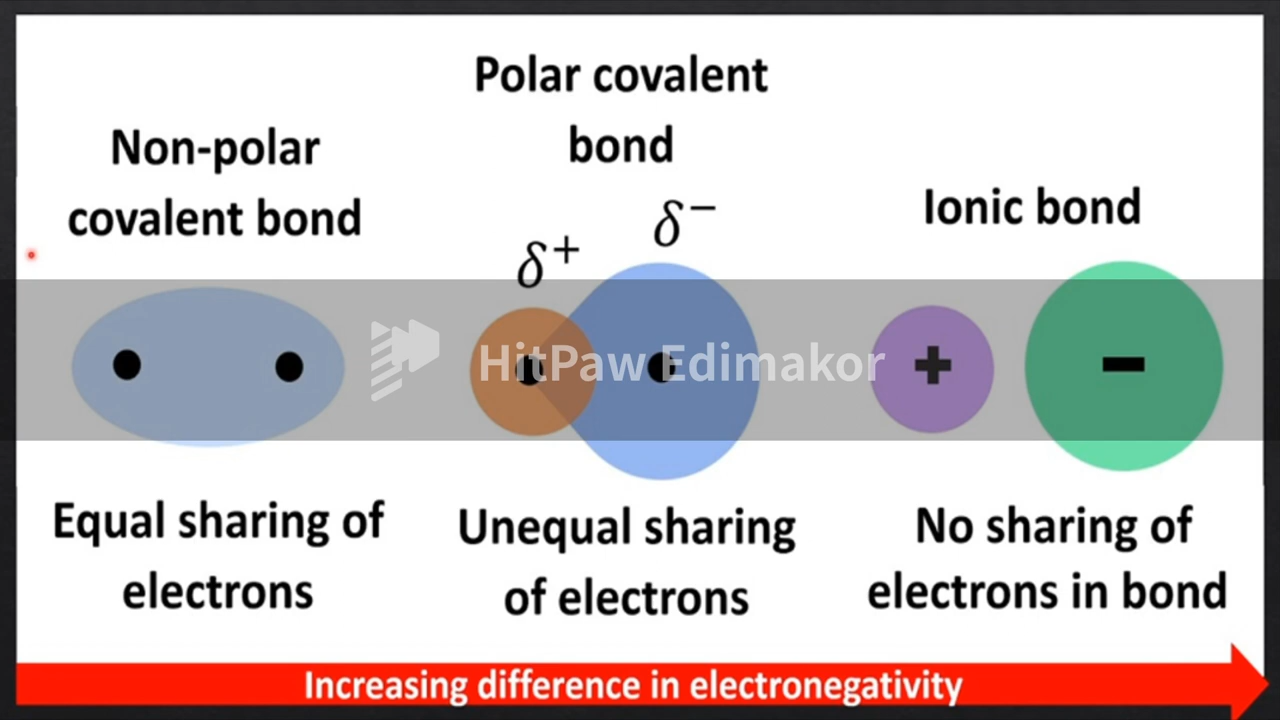 Polar covalent
bond
Non-polar
covalent bond
Ionic bond
δ⁺
δ⁻
+
-
HitPaw Edimakor
Equal sharing of
electrons
Unequal sharing
of electrons
No sharing of
electrons in bond
Increasing difference in electronegativity